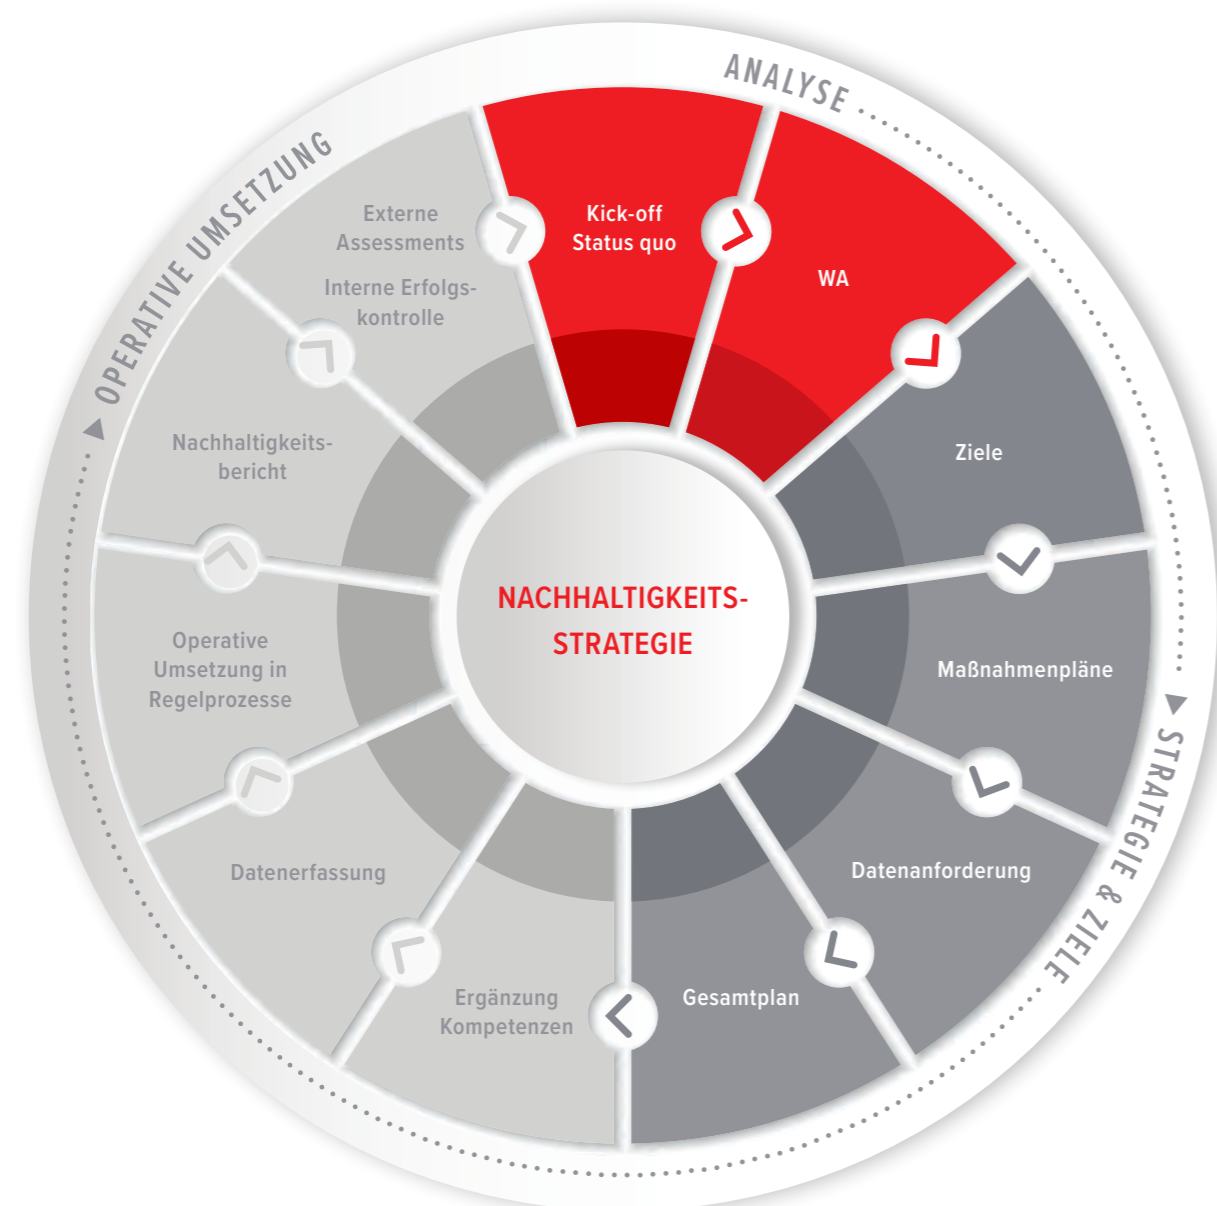 ANALYSE
STRATEGIE & ZIELE
OPERATIVE UMSETZUNG
Kick-off
Status quo
WA
Ziele
Maßnahmenpläne
Datenanforderung
Gesamtplan
Ergänzung
Kompetenzen
Datenerfassung
Operative
Umsetzung in
Regelprozesse
Nachhaltigkeits-
bericht
Externe
Assessments
Interne Erfolgs-
kontrolle
NACHHALTIGKEITS-
STRATEGIE